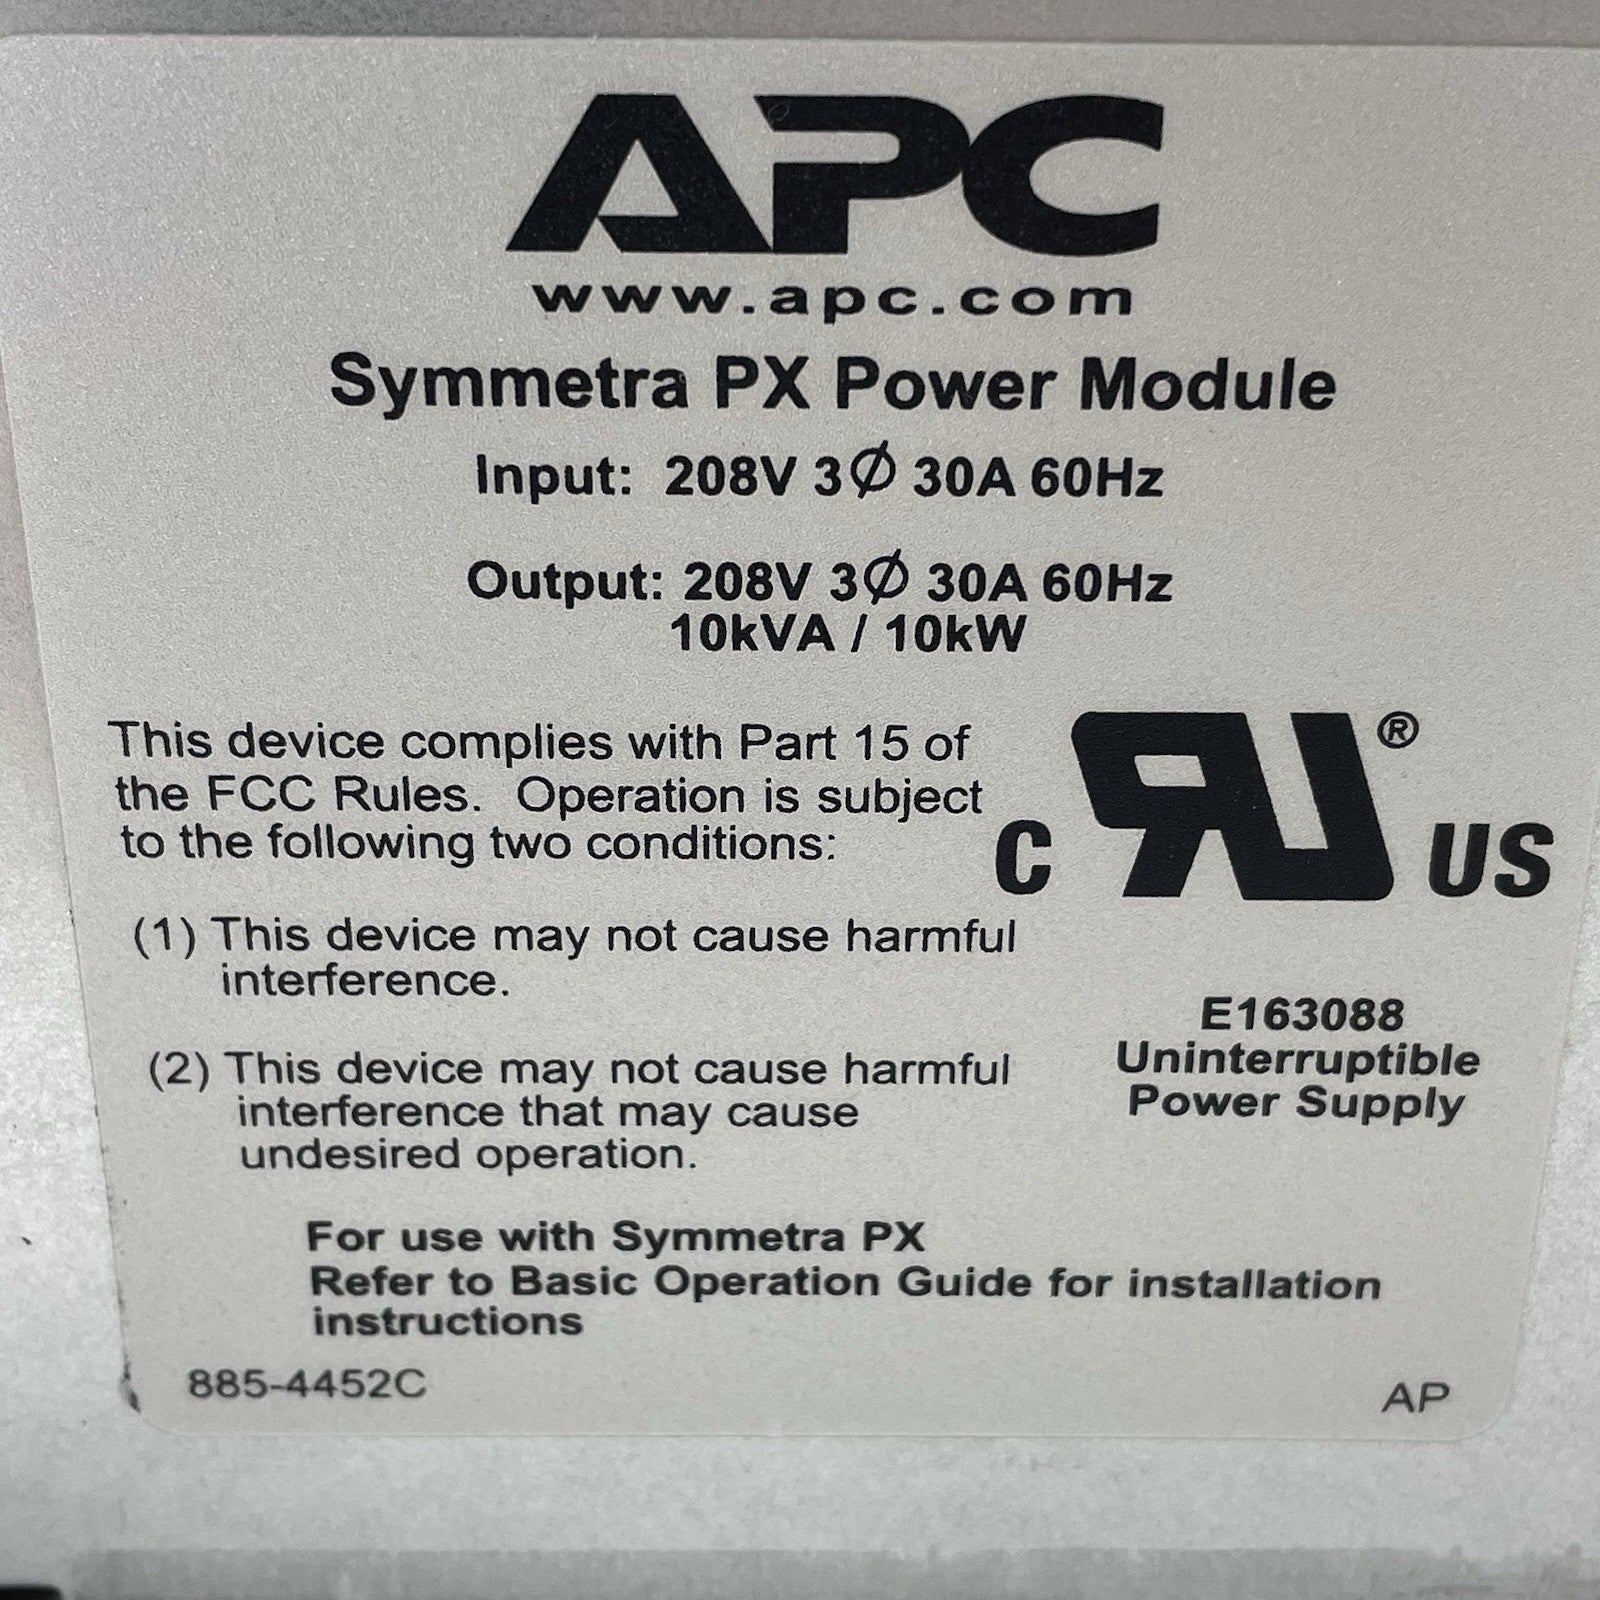 APC
www.apc.com
Symmetra PX Power Module
Input: 208V 3Ø 30A 60Hz
Output: 208V 3Ø 30A 60Hz
10kVA / 10kW
This device complies with Part 15 of
the FCC Rules. Operation is subject
to the following two conditions:
(1) This device may not cause harmful
interference.
(2) This device may not cause harmful
interference that may cause
undesired operation.
C RU® US
E163088
Uninterruptible
Power Supply
For use with Symmetra PX
Refer to Basic Operation Guide for installation
instructions
885-4452C
AP